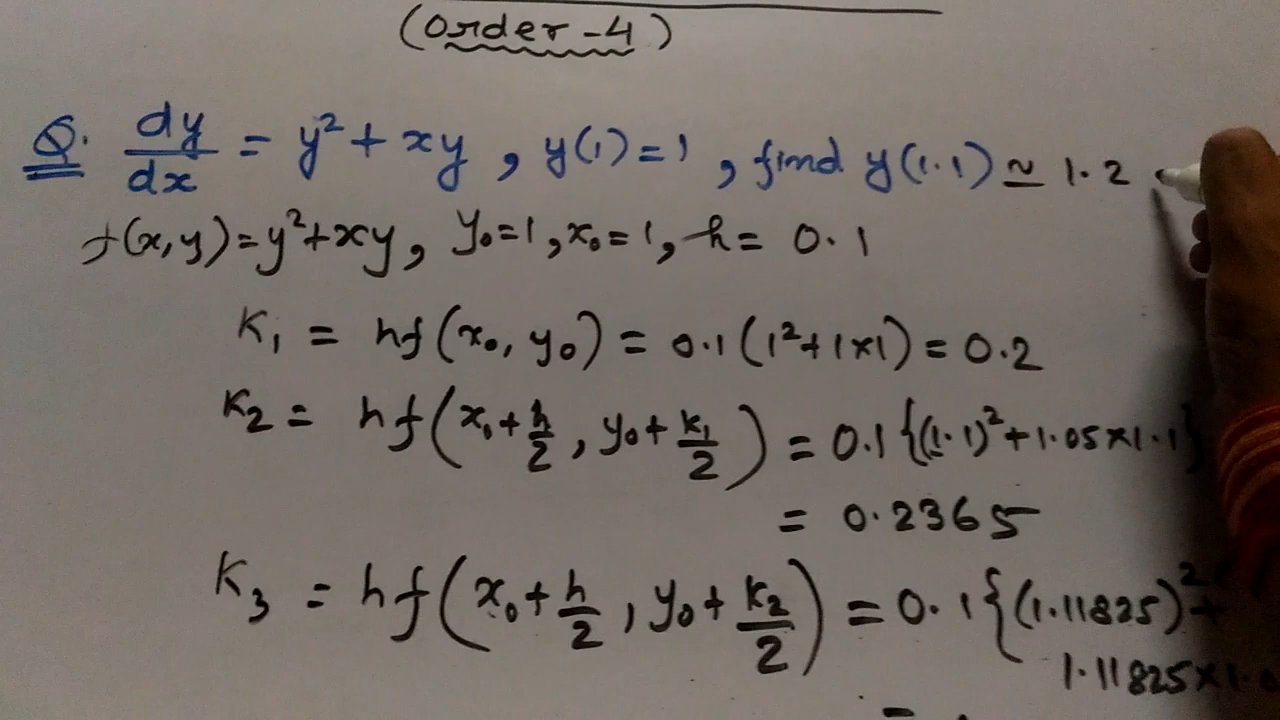 (Order-4)
Q. dy/dx = y² + xy, y(1)=1, find y(1.1) ≃ 1.2
f(x,y)=y²+xy, y₀=1, x₀=1, h= 0.1
K₁ = hf(x₀, y₀) = 0.1(1²+1×1) = 0.2
K₂ = hf(x₀+h/2, y₀+k₁/2) = 0.1{(1.1)²+1.05×1.1}
= 0.2365
K₃ = hf(x₀+h/2, y₀+K₂/2) = 0.1{(1.11825)²+
1.11825×1.0
=